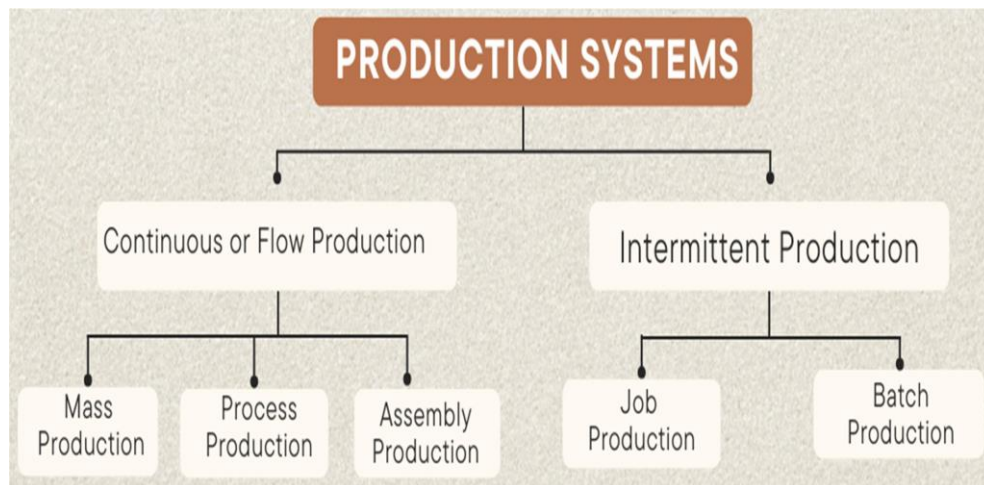 PRODUCTION SYSTEMS
Continuous or Flow Production
Intermittent Production
Mass
Production
Process
Production
Assembly
Production
Job
Production
Batch
Production